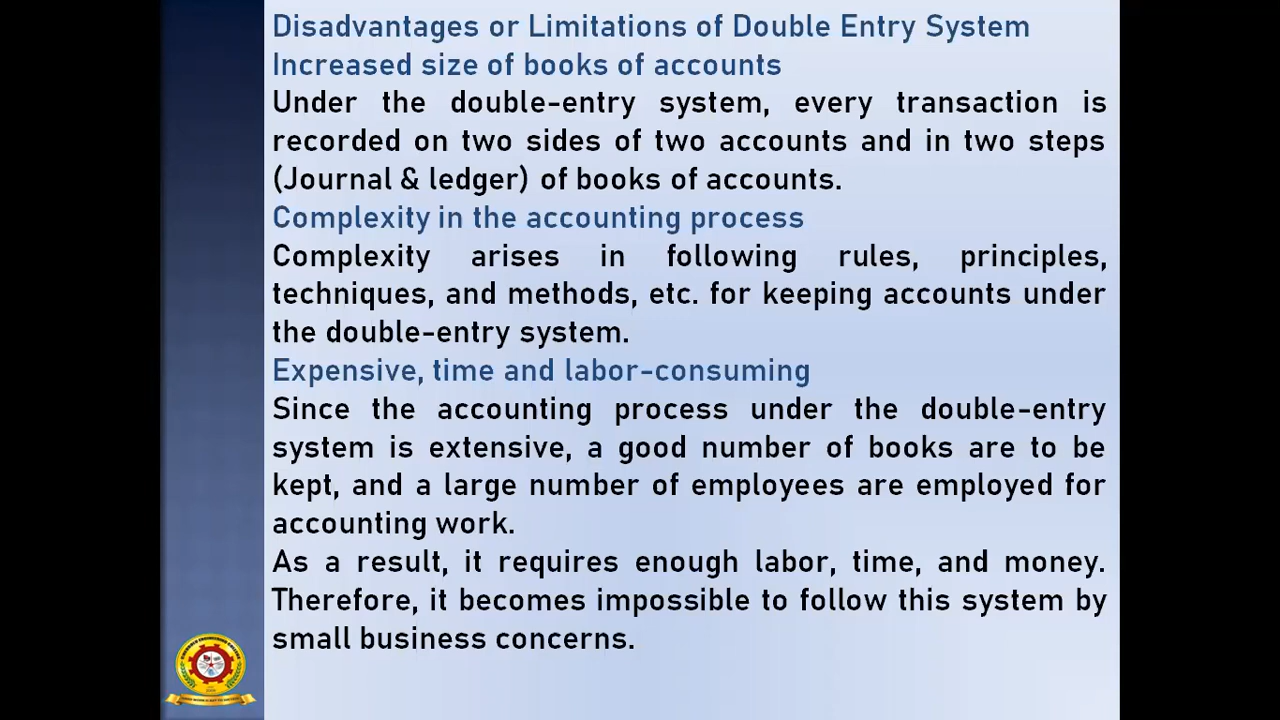 Disadvantages or Limitations of Double Entry System
Increased size of books of accounts
Under the double-entry system, every transaction is
recorded on two sides of two accounts and in two steps
(Journal & ledger) of books of accounts.
Complexity in the accounting process
Complexity arises in following rules, principles,
techniques, and methods, etc. for keeping accounts under
the double-entry system.
Expensive, time and labor-consuming
Since the accounting process under the double-entry
system is extensive, a good number of books are to be
kept, and a large number of employees are employed for
accounting work.
As a result, it requires enough labor, time, and money.
Therefore, it becomes impossible to follow this system by
small business concerns.